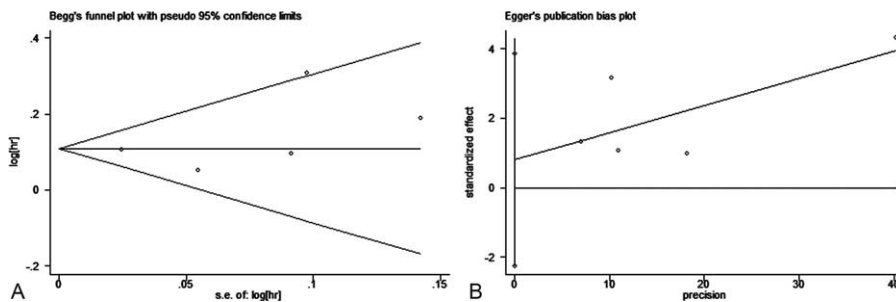 Begg's funnel plot with pseudo 95% confidence limits
.4
.2
0
-.2
log[hr]
0
.05
.1
.15
s.e. of: log[hr]
A
Egger's publication bias plot
4
2
0
-2
standardized effect
0
10
20
30
precision
B